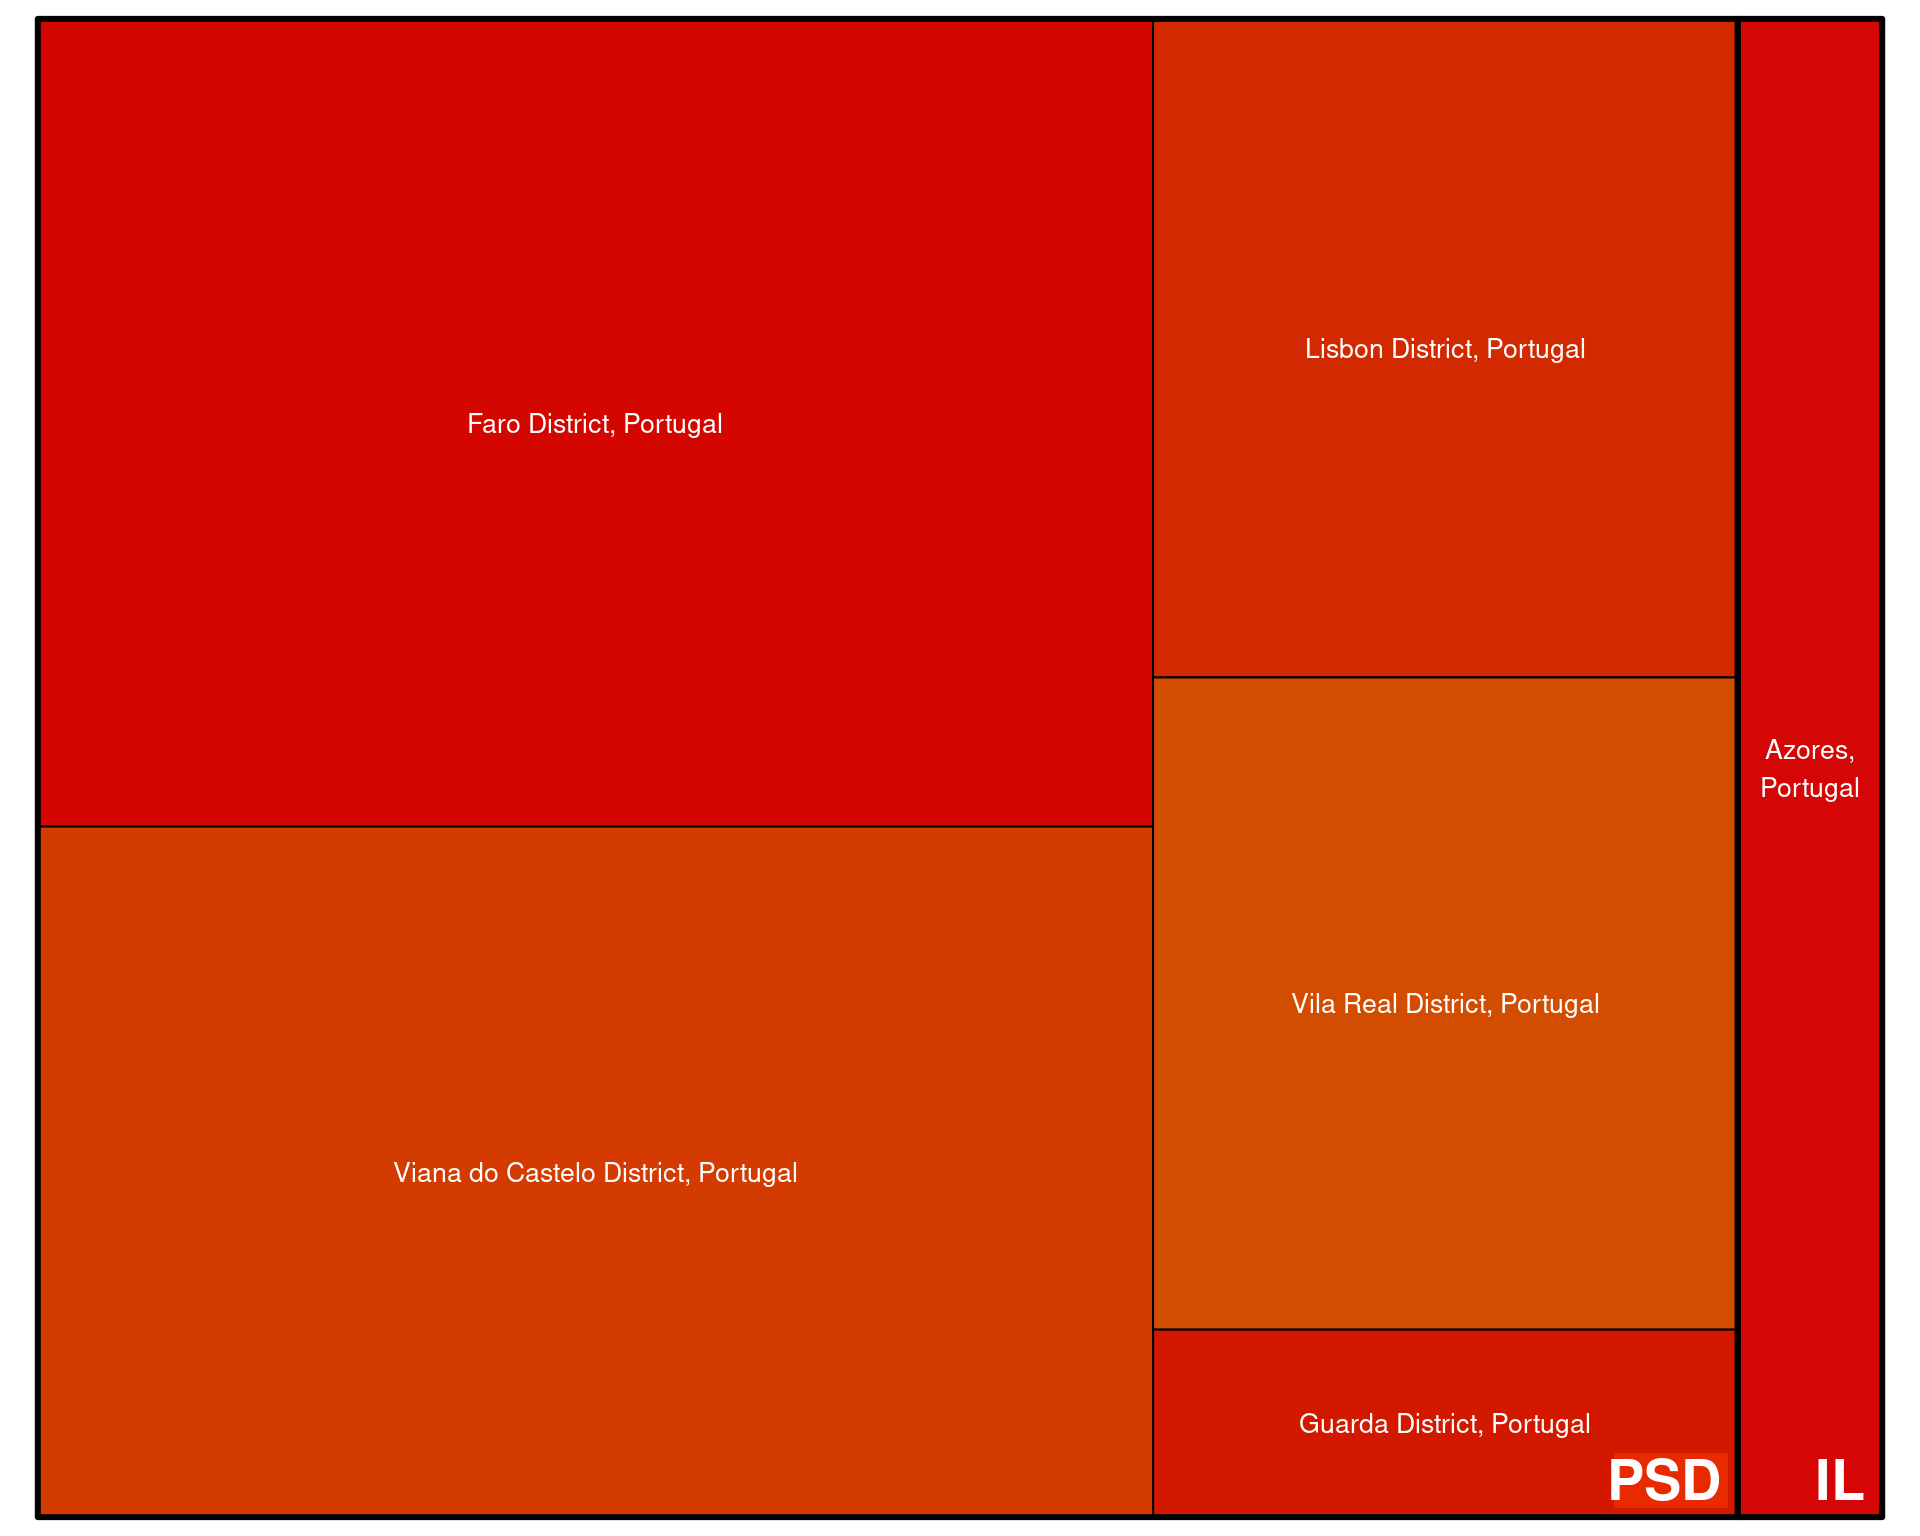 Faro District, Portugal
Viana do Castelo District, Portugal
Lisbon District, Portugal
Vila Real District, Portugal
Guarda District, Portugal
PSD
Azores,
Portugal
IL